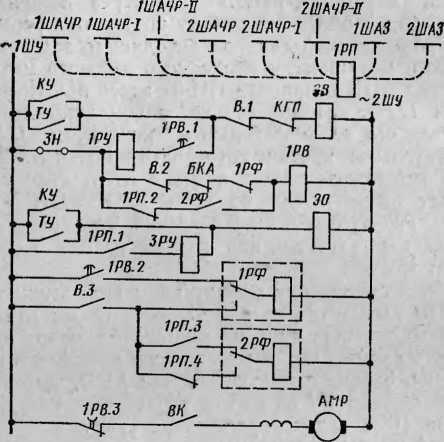 1ШАЧР 1ШАЧР-I 1ШАЧР-II 2ШАЧР 2ШАЧР-I 2ШАЧР-II 1ША3 2ША3
~1ШУ
1РП
~2ШУ
КУ
ТУ
В.1 КГП ЭВ
ЗН 1РУ 1РВ.1
В.2 БКА 1РФ 1РВ
1РП.2 2РФ
КУ
ТУ
ЭО
1РП.1 3РУ
1РВ.2
В.3
1РФ
1РП.3
2РФ
1РП.4
1РВ.3 ВК АМР